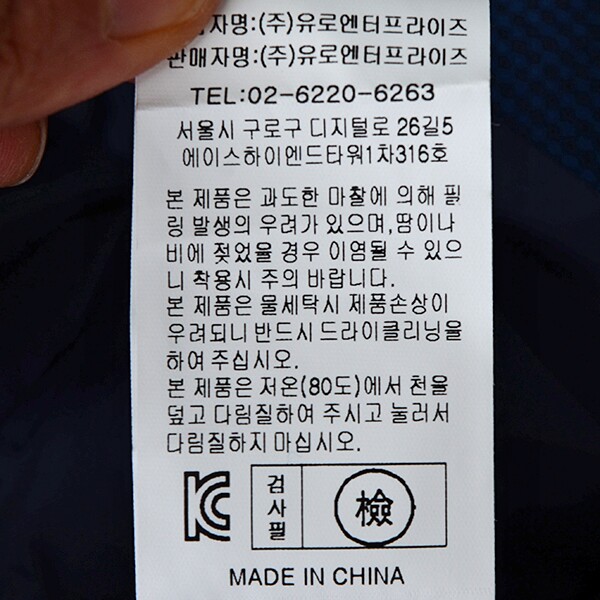 자명:(주)유로엔터프라이즈
판매자명:(주)유로엔터프라이즈
TEL:02-6220-6263
서울시 구로구 디지털로 26길5
에이스하이엔드타워1차316호
본 제품은 과도한 마찰에 의해 필
링 발생의 우려가 있으며,땀이나
비에 젖었을 경우 이염될 수 있으
니 착용시 주의 바랍니다.
본 제품은 물세탁시 제품손상이
우려되니 반드시 드라이클리닝을
하여 주십시오.
본 제품은 저온(80도)에서 천을
덮고 다림질하여 주시고 눌러서
다림질하지 마십시오.
KC
검사필
檢
MADE IN CHINA